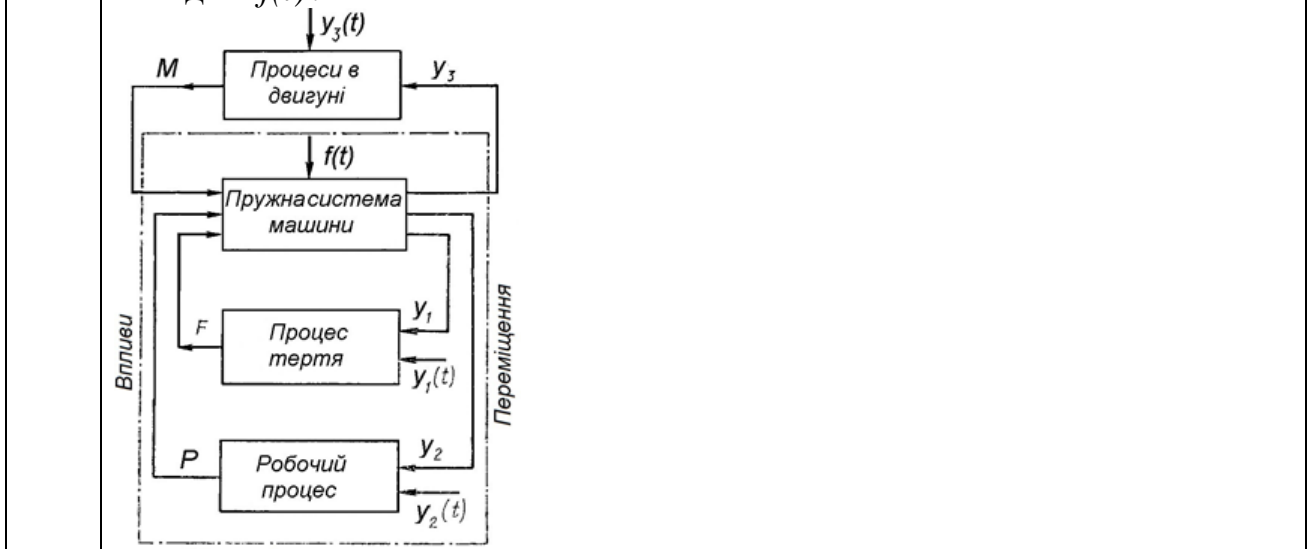 f(t)
y₃(t)
M
Процеси в
двигуні
y₃
f(t)
Пружна система
машини
Впливи
Переміщення
F
Процес
тертя
y₁
y₁(t)
P
Робочий
процес
y₂
y₂(t)